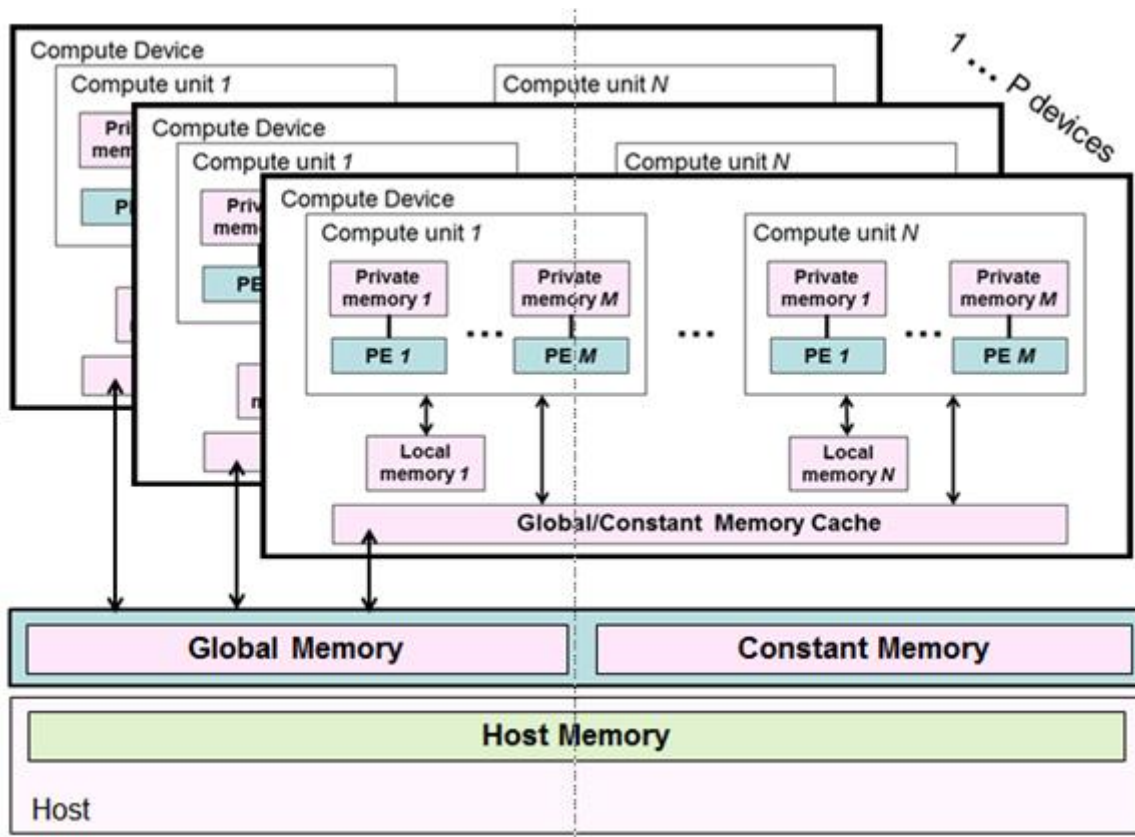 Compute Device
Compute unit 1
Compute unit N
1 ... P devices
Compute Device
Compute unit 1
Compute unit N
Compute Device
Compute unit 1
Compute unit N
Private
memory 1
Private
memory M
Private
memory 1
Private
memory M
PE 1
...
PE M
...
PE 1
...
PE M
Local
memory 1
Local
memory N
Global/Constant Memory Cache
Global Memory
Constant Memory
Host Memory
Host